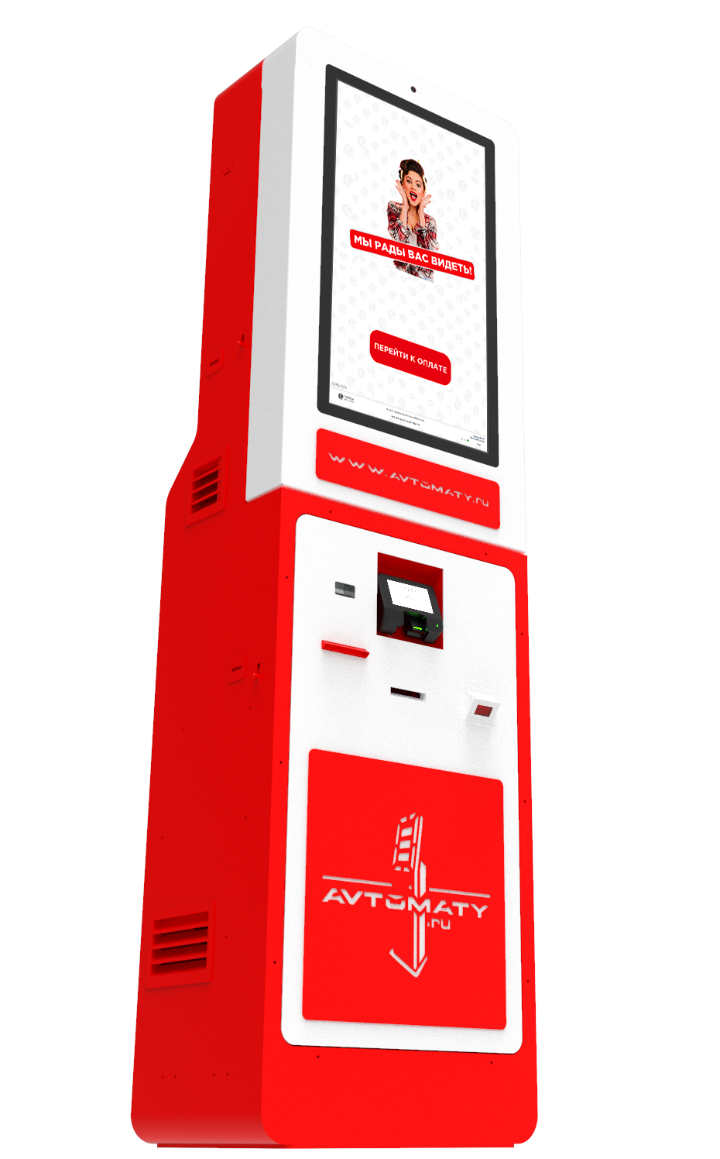 МЫ РАДЫ ВАС ВИДЕТЬ!
ПЕРЕЙТИ К ОПЛАТЕ
WWW.AVTOMATY.ru
AVTOMATY
.ru